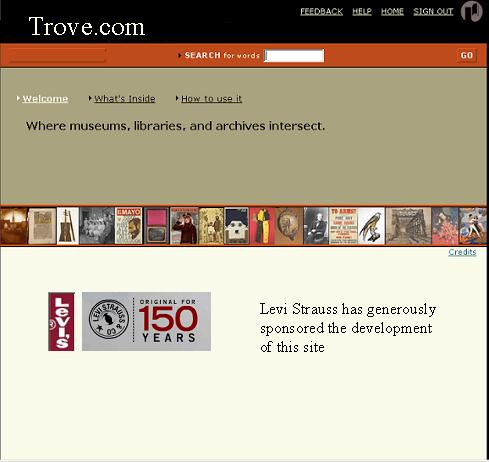 FEEDBACK HELP HOME SIGN OUT
Trove.com
SEARCH for words GO
Welcome What's Inside How to use it
Where museums, libraries, and archives intersect.
EL MAYO
TO ARMS!
Credits
LEVI'S®
LEVI STRAUSS & CO
ORIGINAL FOR
150
YEARS
Levi Strauss has generously
sponsored the development
of this site